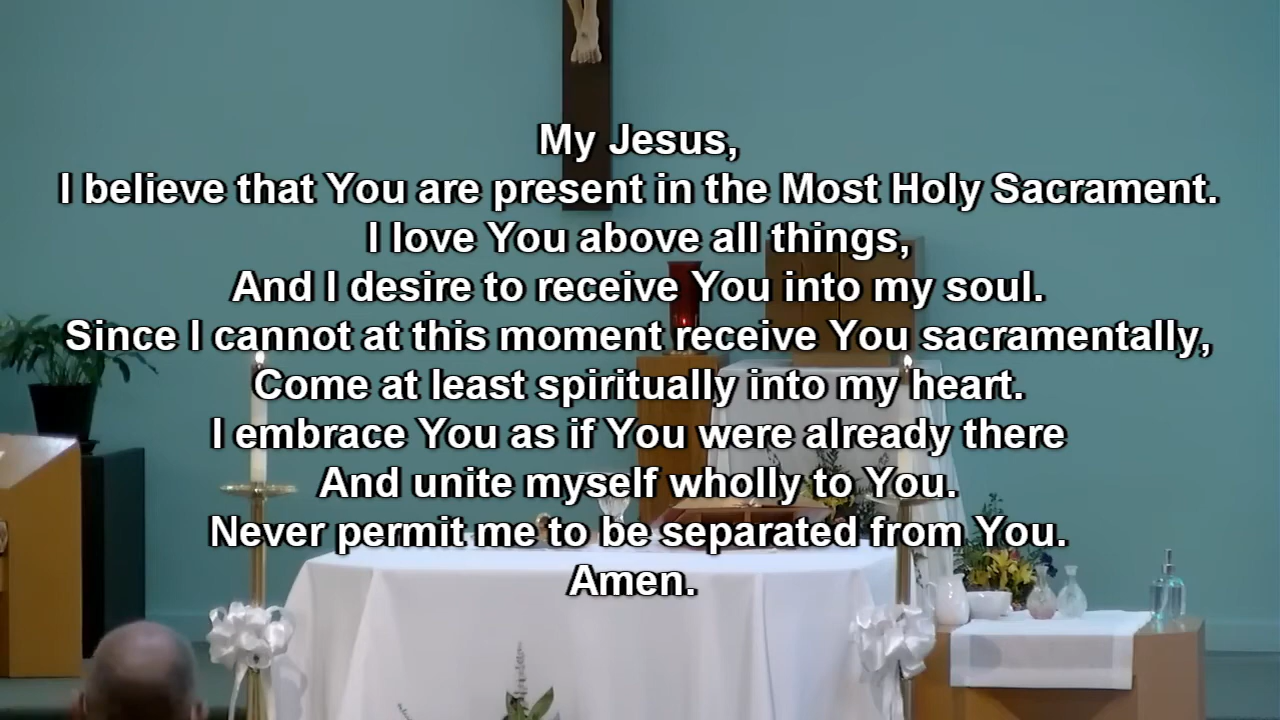 My Jesus,
I believe that You are present in the Most Holy Sacrament.
I love You above all things,
And I desire to receive You into my soul.
Since I cannot at this moment receive You sacramentally,
Come at least spiritually into my heart.
I embrace You as if You were already there
And unite myself wholly to You.
Never permit me to be separated from You.
Amen.